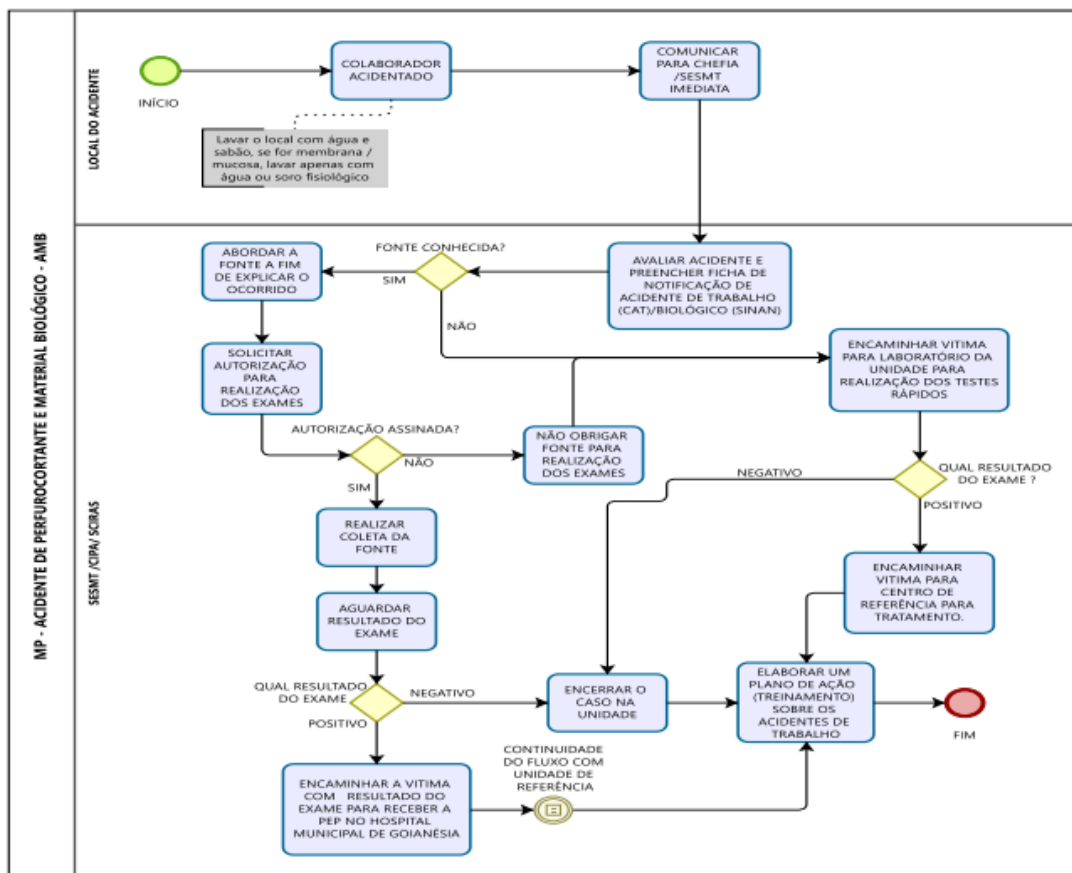 MP - ACIDENTE DE PERFUROCORTANTE E MATERIAL BIOLÓGICO - AMB
LOCAL DO ACIDENTE
INÍCIO
COLABORADOR
ACIDENTADO
COMUNICAR
PARA CHEFIA
/SESMT
IMEDIATA
Lavar o local com água e
sabão, se for membrana /
mucosa, lavar apenas com
água ou soro fisiológico
SESMT /CIPA/ SCIRAS
AVALIAR ACIDENTE E
PREENCHER FICHA DE
NOTIFICAÇÃO DE
ACIDENTE DE TRABALHO
(CAT)/BIOLÓGICO (SINAN)
FONTE CONHECIDA?
SIM
NÃO
ABORDAR A
FONTE A FIM
DE EXPLICAR O
OCORRIDO
SOLICITAR
AUTORIZAÇÃO
PARA
REALIZAÇÃO
DOS EXAMES
AUTORIZAÇÃO ASSINADA?
NÃO
SIM
NÃO OBRIGAR
FONTE PARA
REALIZAÇÃO
DOS EXAMES
ENCAMINHAR VITIMA
PARA LABORATÓRIO DA
UNIDADE PARA
REALIZAÇÃO DOS TESTES
RÁPIDOS
QUAL RESULTADO
DO EXAME ?
NEGATIVO
POSITIVO
REALIZAR
COLETA DA
FONTE
AGUARDAR
RESULTADO DO
EXAME
ENCAMINHAR
VITIMA PARA
CENTRO DE
REFERÊNCIA PARA
TRATAMENTO.
QUAL RESULTADO
DO EXAME
NEGATIVO
POSITIVO
ENCERRAR O
CASO NA
UNIDADE
ELABORAR UM
PLANO DE AÇÃO
(TREINAMENTO)
SOBRE OS
ACIDENTES DE
TRABALHO
FIM
ENCAMINHAR A VITIMA
COM RESULTADO DO
EXAME PARA RECEBER A
PEP NO HOSPITAL
MUNICIPAL DE GOIANÉSIA
CONTINUIDADE
DO FLUXO COM
UNIDADE DE
REFERÊNCIA